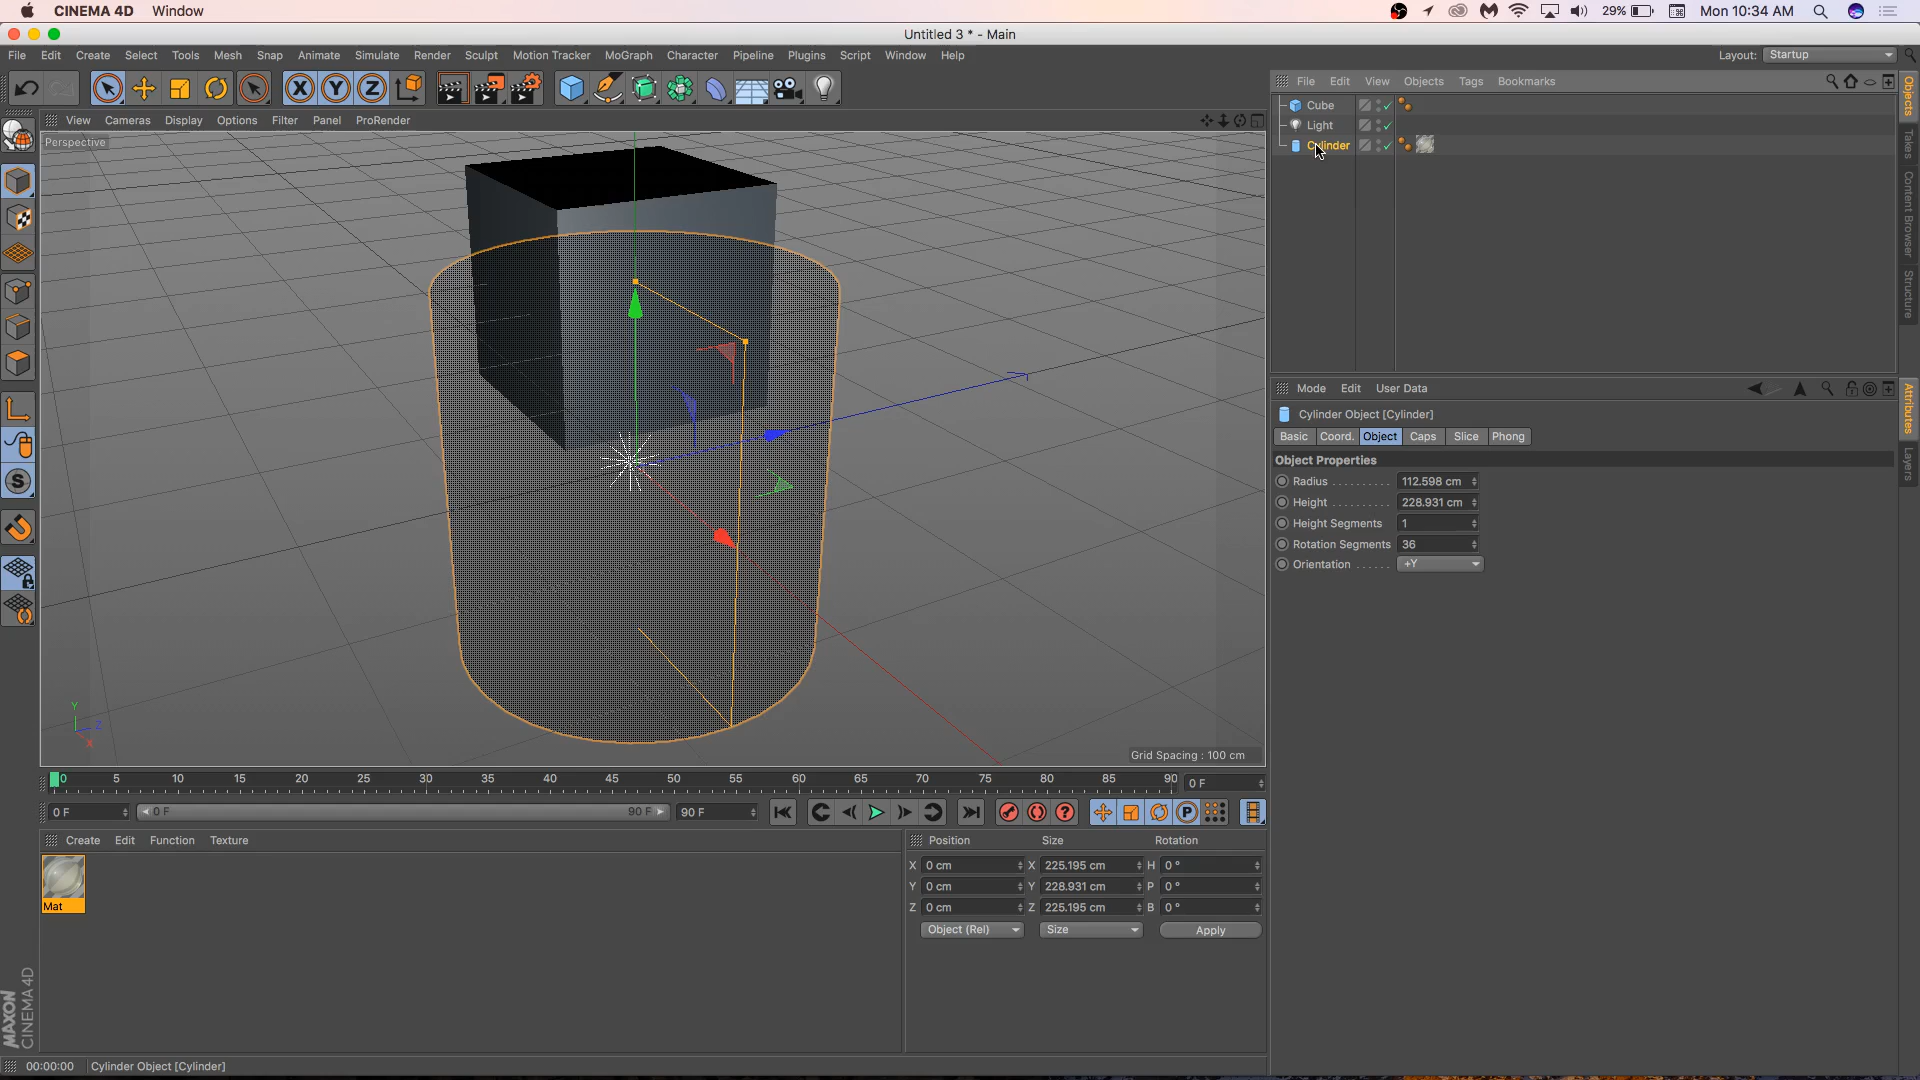 CINEMA 4D Window 29% Mon 10:34 AM
Untitled 3 * - Main
File Edit Create Select Tools Mesh Snap Animate Simulate Render Sculpt Motion Tracker MoGraph Character Pipeline Plugins Script Window Help Layout: Startup
X Y Z
File Edit View Objects Tags Bookmarks
View Cameras Display Options Filter Panel ProRender
Perspective
Cube
Light
Cylinder
Objects
Takes
Content Browser
Structure
Mode Edit User Data
Cylinder Object [Cylinder]
Basic Coord. Object Caps Slice Phong
Object Properties
Radius . . . . . . . . . . 112.598 cm
Height . . . . . . . . . . 228.931 cm
Height Segments 1
Rotation Segments 36
Orientation . . . . . . +Y
Attributes
Layers
S
Y
Z
X
Grid Spacing : 100 cm
0 5 10 15 20 25 30 35 40 45 50 55 60 65 70 75 80 85 90 0 F
0 F 0 F 90 F 90 F
P
Create Edit Function Texture
Mat
Position Size Rotation
X 0 cm X 225.195 cm H 0 °
Y 0 cm Y 228.931 cm P 0 °
Z 0 cm Z 225.195 cm B 0 °
Object (Rel) Size Apply
MAXON
CINEMA 4D
00:00:00 Cylinder Object [Cylinder]